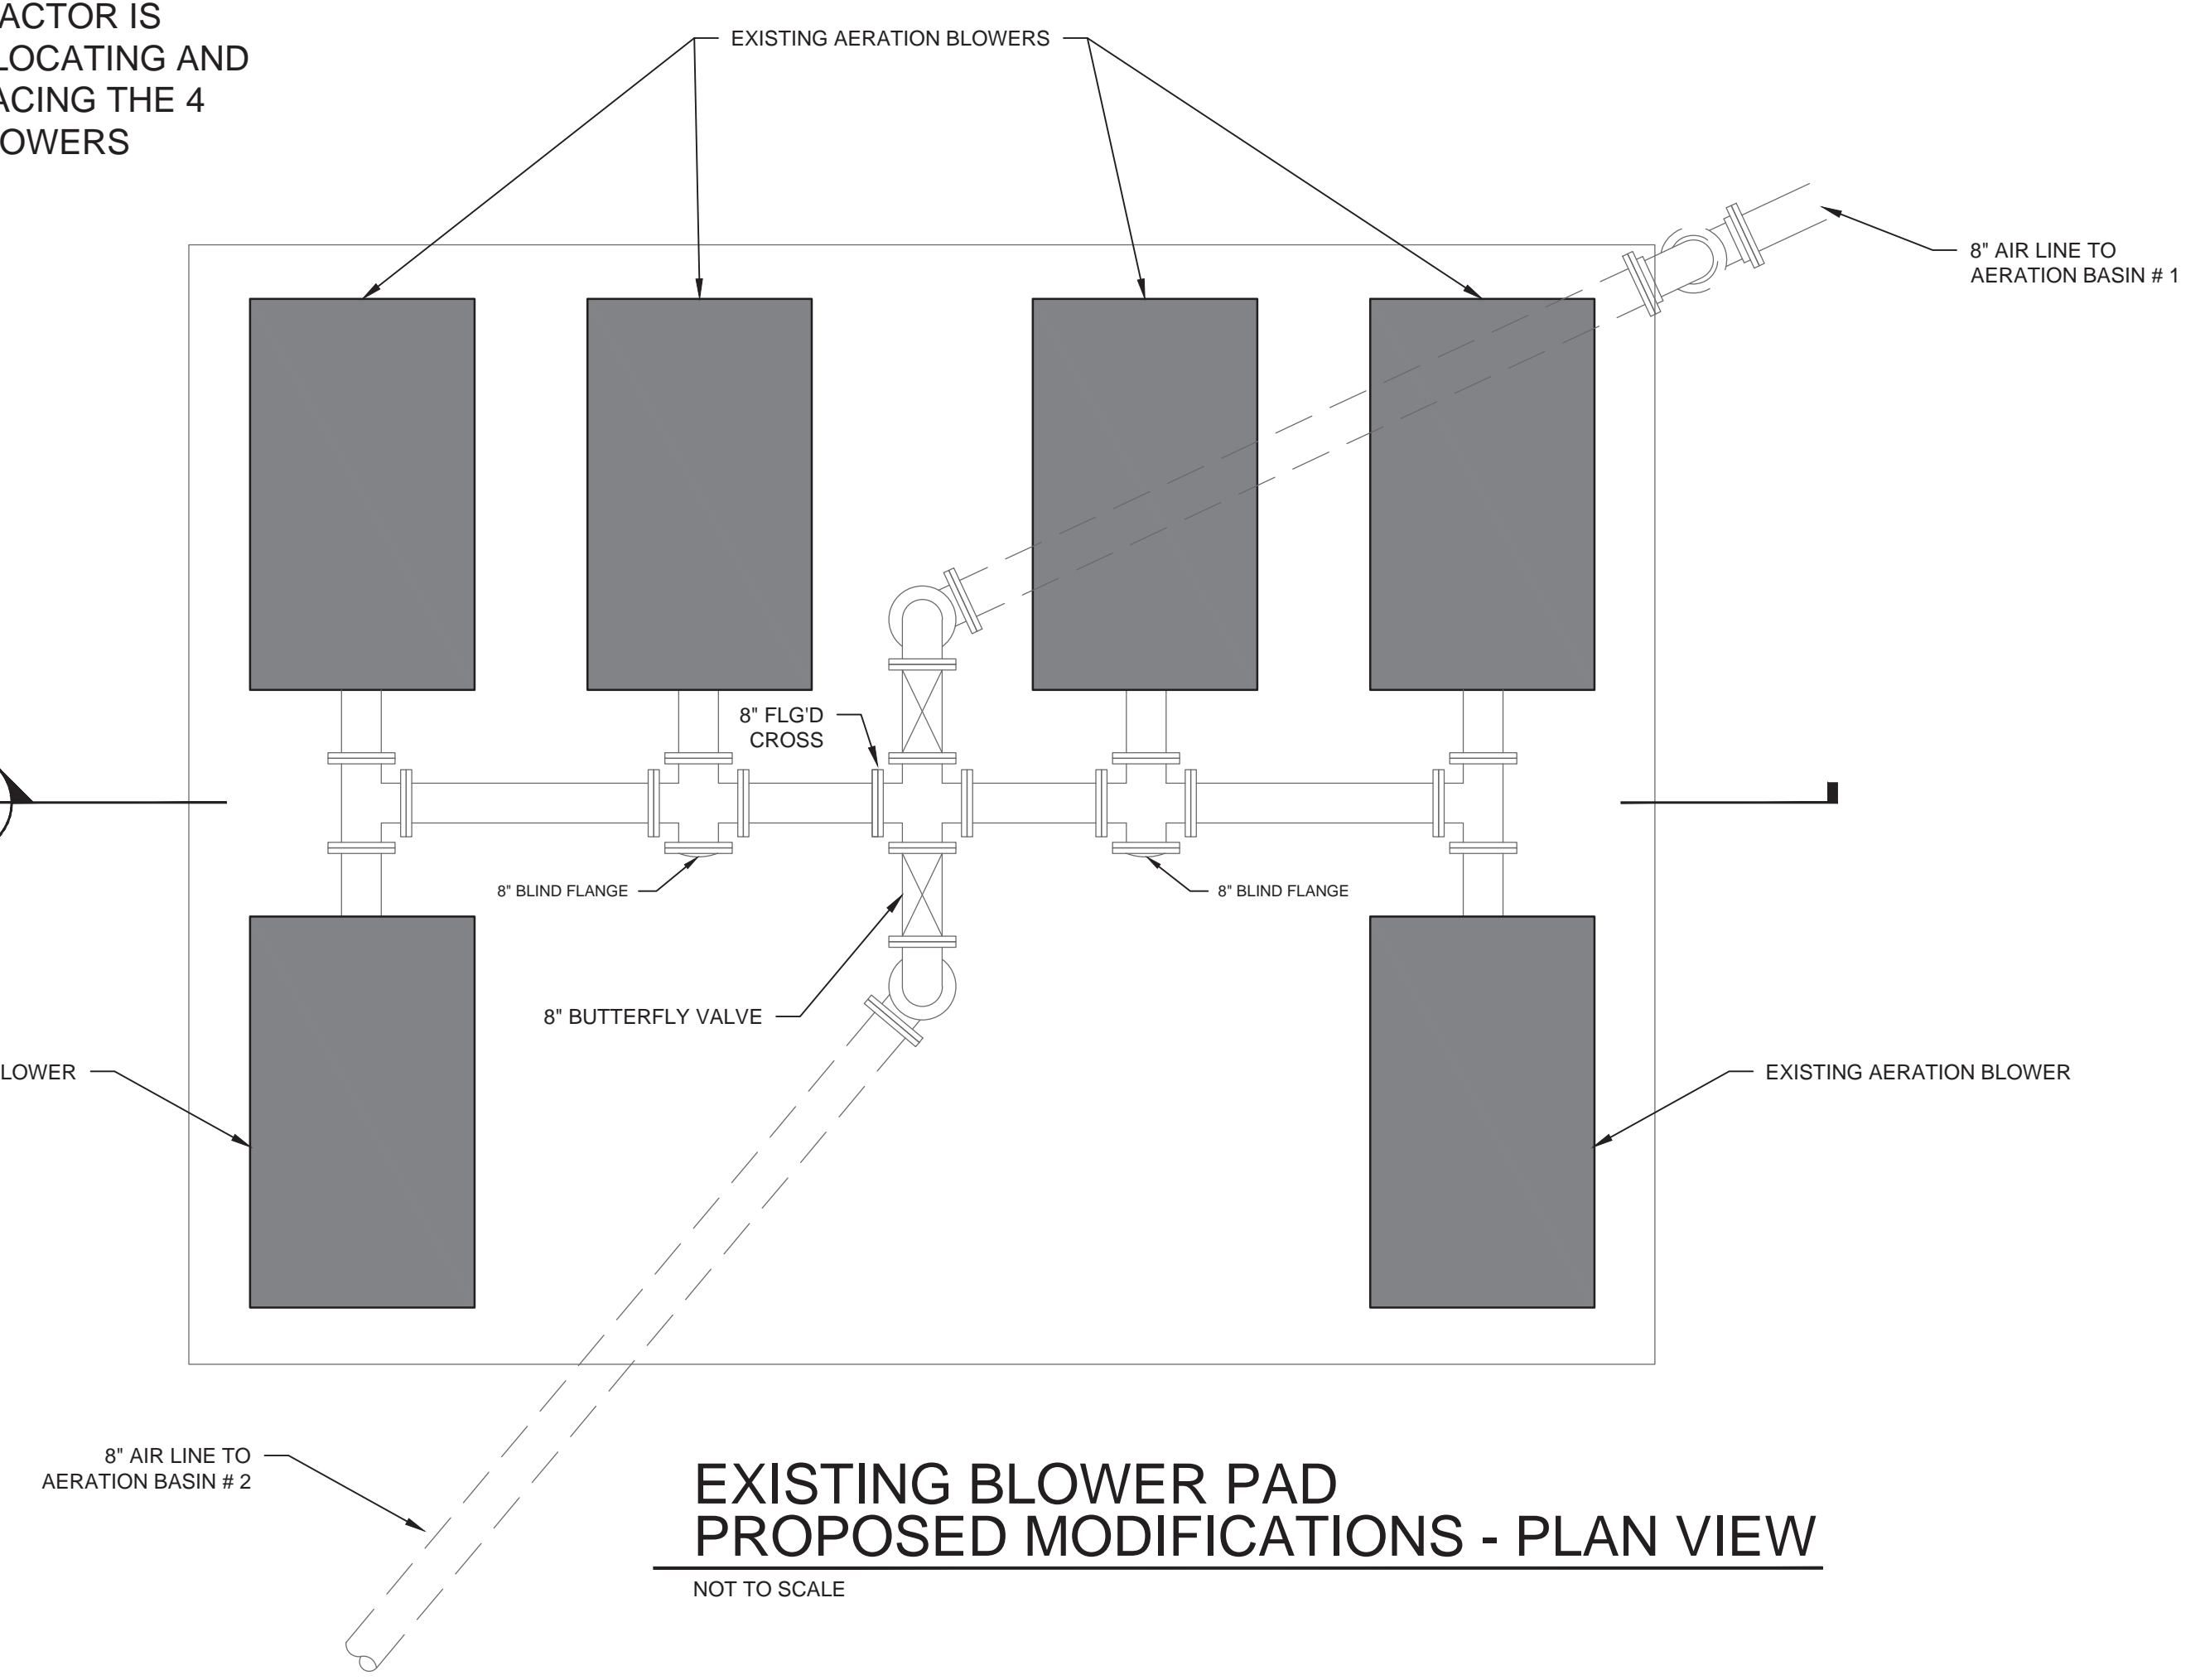 ACTOR IS
LOCATING AND
ACING THE 4
OWERS
EXISTING AERATION BLOWERS
8" AIR LINE TO
AERATION BASIN # 1
8" FLG'D
CROSS
8" BLIND FLANGE
8" BLIND FLANGE
8" BUTTERFLY VALVE
LOWER
EXISTING AERATION BLOWER
8" AIR LINE TO
AERATION BASIN # 2
EXISTING BLOWER PAD
PROPOSED MODIFICATIONS - PLAN VIEW
NOT TO SCALE